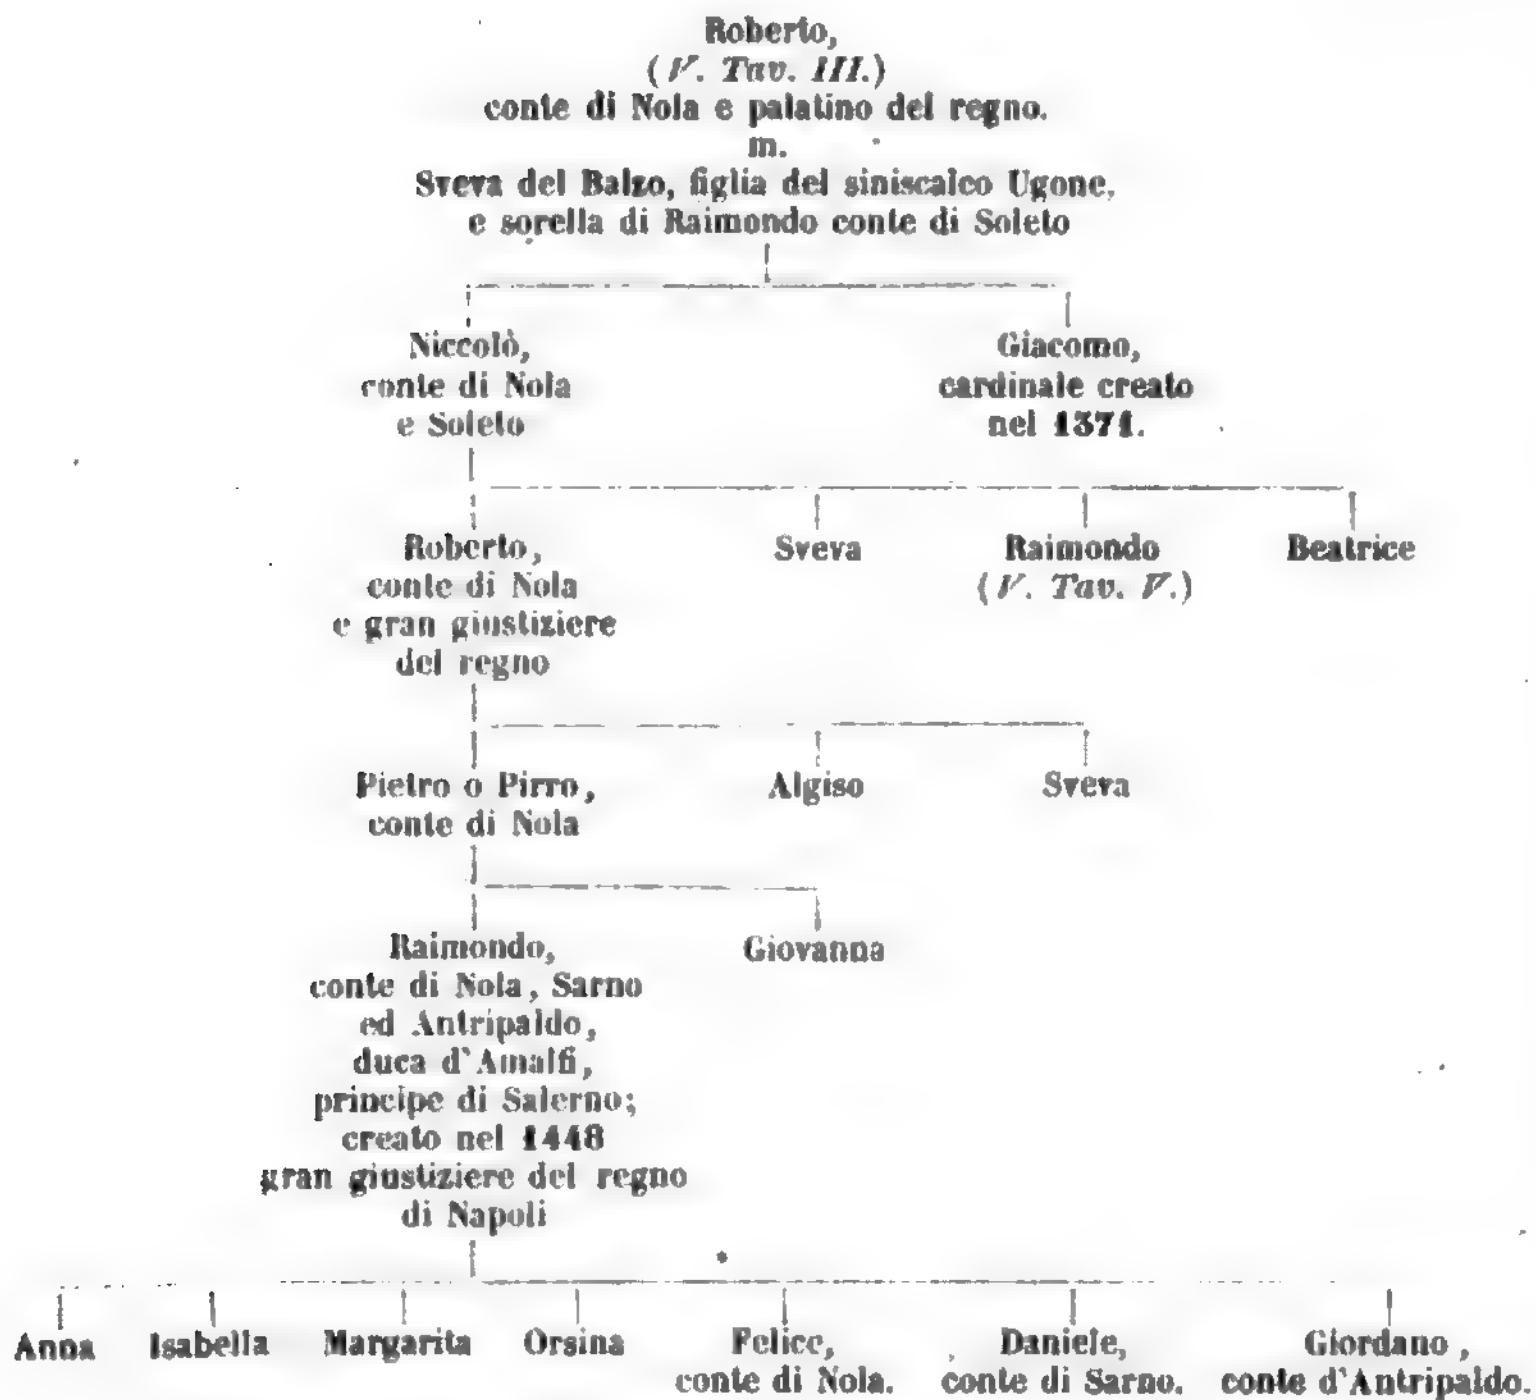 Roberto,
(V. Tav. III.)
conte di Nola e palatino del regno.
m.
Sveva del Balzo, figlia del siniscalco Ugone,
e sorella di Raimondo conte di Soleto
Niccolò,
conte di Nola
e Soleto
Giacomo,
cardinale creato
nel 1371.
Roberto,
conte di Nola
e gran giustiziere
del regno
Sveva
Raimondo
(V. Tav. V.)
Beatrice
Pietro o Pirro,
conte di Nola
Algiso
Sveva
Raimondo,
conte di Nola, Sarno
ed Antripaldo,
duca d'Amalfi,
principe di Salerno;
creato nel 1448
gran giustiziere del regno
di Napoli
Giovanna
Anna
Isabella
Margarita
Orsina
Felice,
conte di Nola.
Daniele,
conte di Sarno.
Giordano,
conte d'Antripaldo.